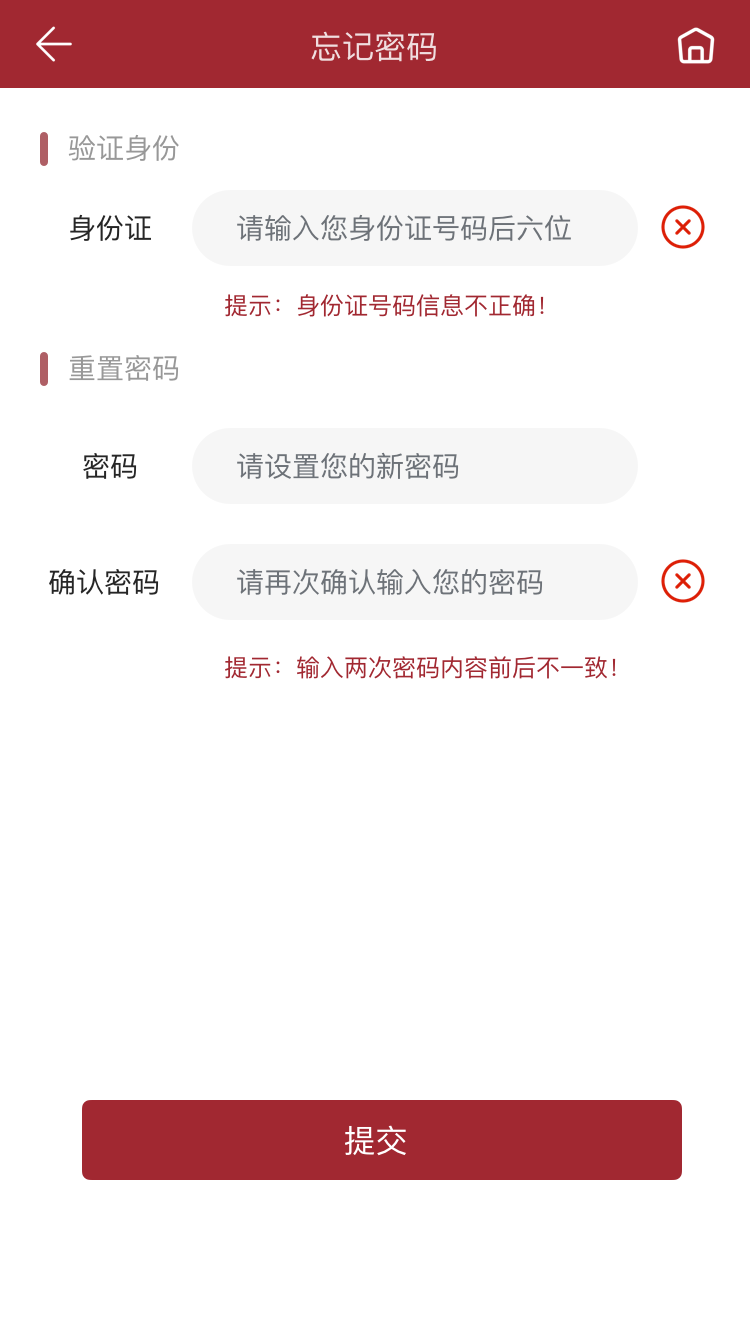 忘记密码
验证身份
身份证 请输入您身份证号码后六位
提示：身份证号码信息不正确！
重置密码
密码 请设置您的新密码
确认密码 请再次确认输入您的密码
提示：输入两次密码内容前后不一致！
提交